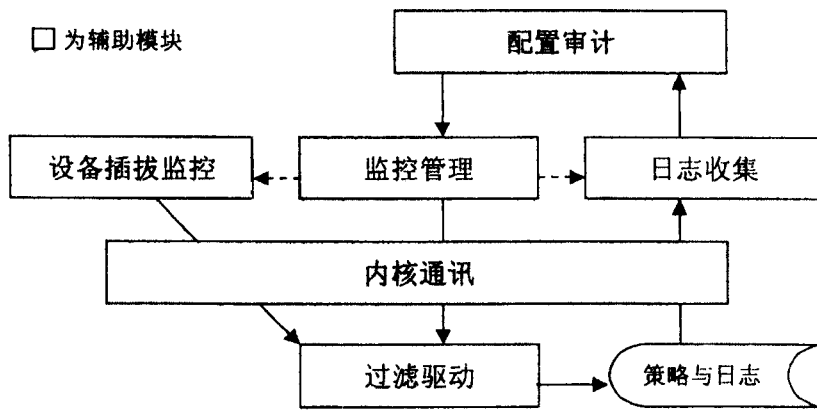 □ 为辅助模块
配置审计
设备插拔监控
监控管理
日志收集
内核通讯
过滤驱动
策略与日志